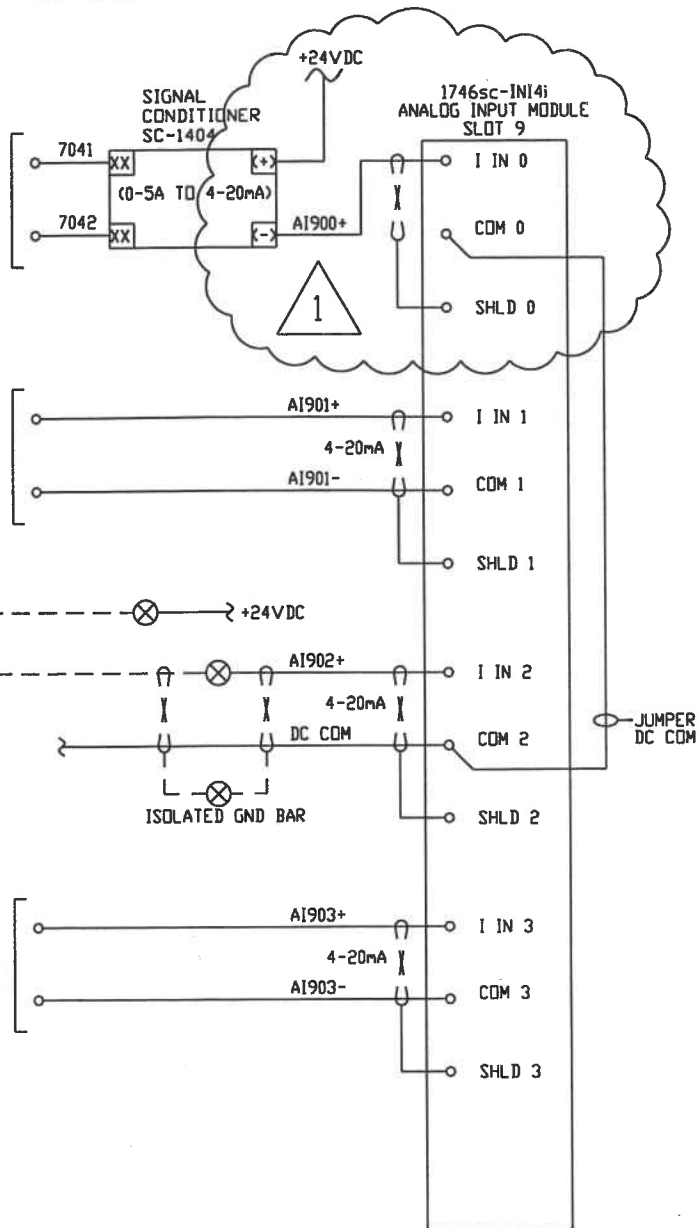 +24VDC
SIGNAL
CONDITIONER
SC-1404
1746sc-INI4i
ANALOG INPUT MODULE
SLOT 9
7041
XX
(+)
I IN 0
(0-5A TO 4-20mA)
7042
XX
(-)
AI900+
COM 0
1
SHLD 0
AI901+
I IN 1
4-20mA
AI901-
COM 1
SHLD 1
+24VDC
AI902+
I IN 2
4-20mA
DC COM
COM 2
JUMPER
DC COM
ISOLATED GND BAR
SHLD 2
AI903+
I IN 3
4-20mA
AI903-
COM 3
SHLD 3